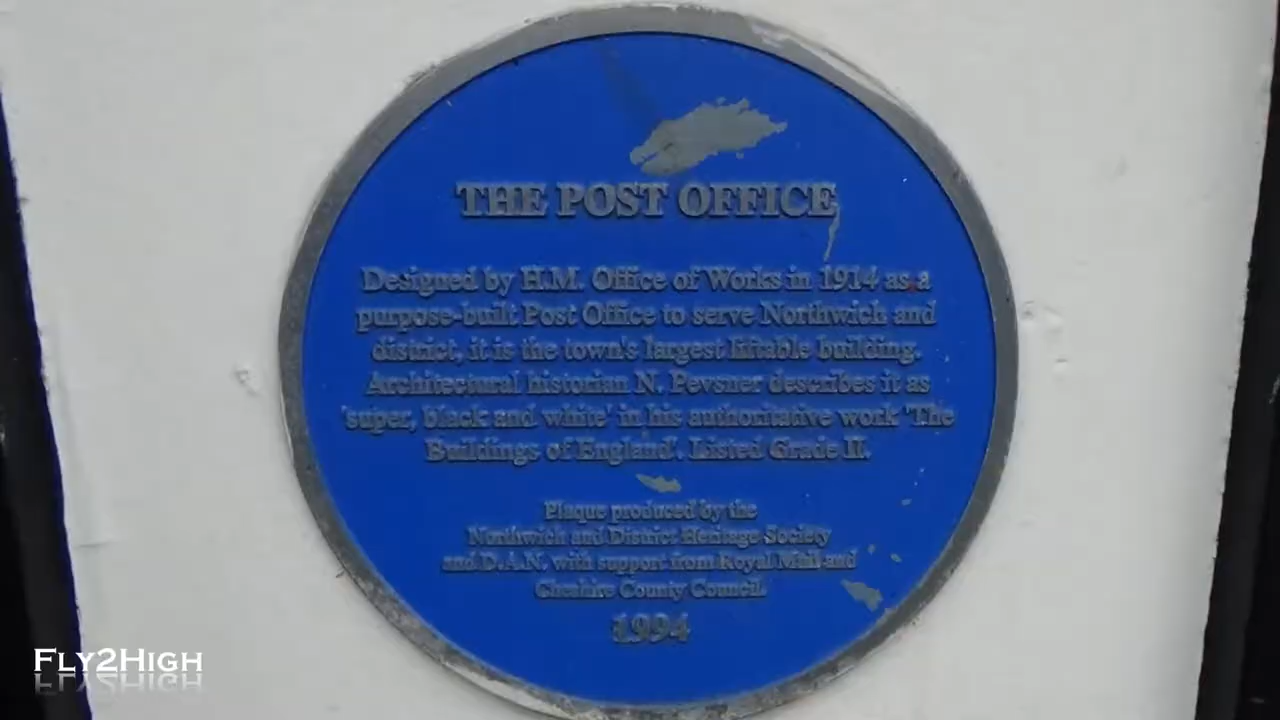 THE POST OFFICE
Designed by H.M. Office of Works in 1914 as a
purpose-built Post Office to serve Northwich and
district, it is the town's largest liftable building.
Architectural historian N. Pevsner describes it as
'super, black and white' in his authoritative work 'The
Buildings of England'. Listed Grade II.
Plaque produced by the
Northwich and District Heritage Society
and D.A.N. with support from Royal Mail and
Cheshire County Council.
1994
FLY2HIGH